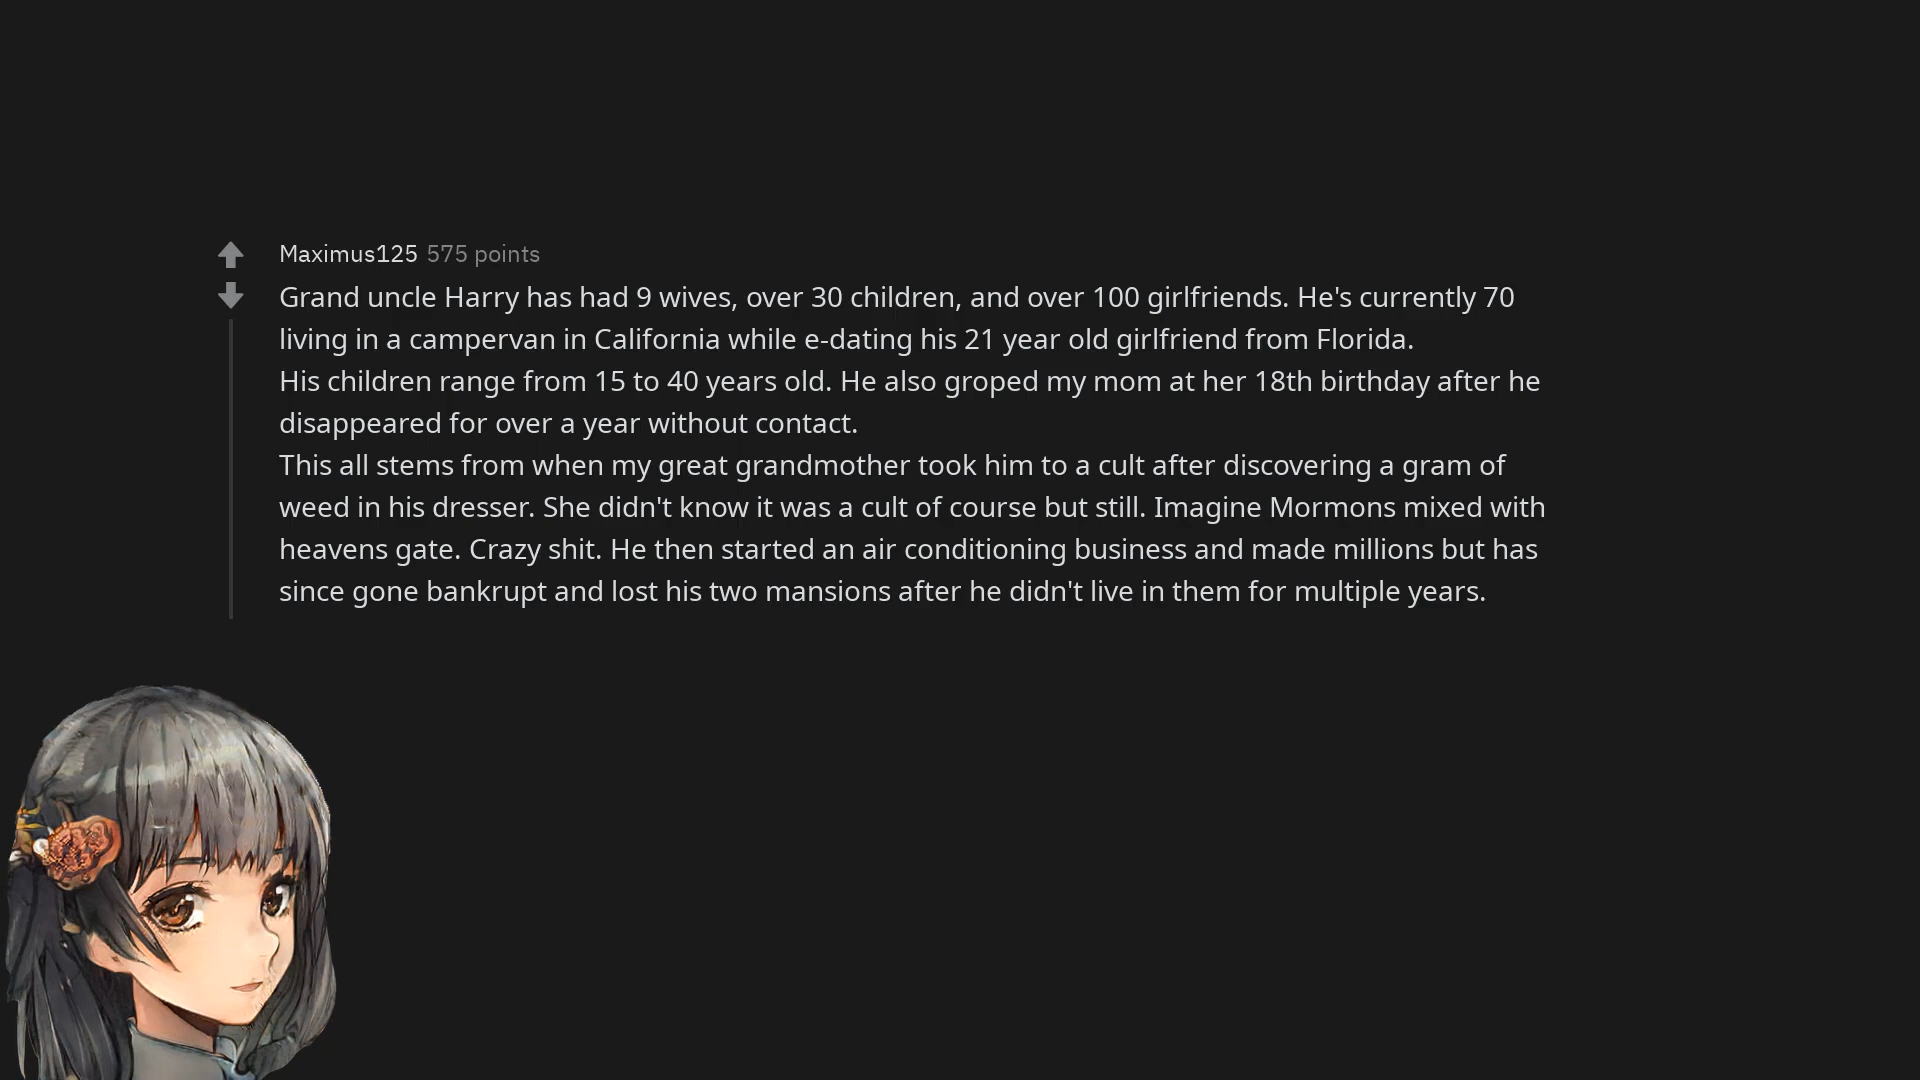 Maximus125 575 points
Grand uncle Harry has had 9 wives, over 30 children, and over 100 girlfriends. He's currently 70
living in a campervan in California while e-dating his 21 year old girlfriend from Florida.
His children range from 15 to 40 years old. He also groped my mom at her 18th birthday after he
disappeared for over a year without contact.
This all stems from when my great grandmother took him to a cult after discovering a gram of
weed in his dresser. She didn't know it was a cult of course but still. Imagine Mormons mixed with
heavens gate. Crazy shit. He then started an air conditioning business and made millions but has
since gone bankrupt and lost his two mansions after he didn't live in them for multiple years.